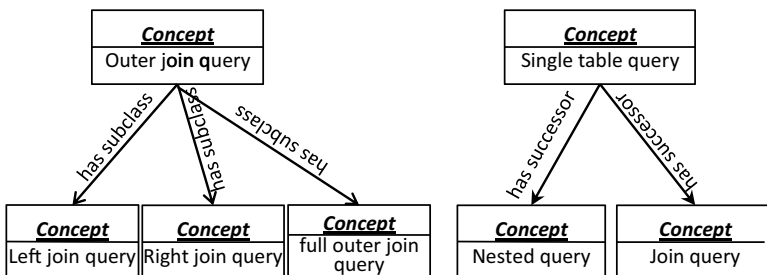 Concept
Outer join query
Concept
Single table query
has subclass
has subclass
has subclass
has successor
has successor
Concept
Left join query
Concept
Right join query
Concept
full outer join
query
Concept
Nested query
Concept
Join query